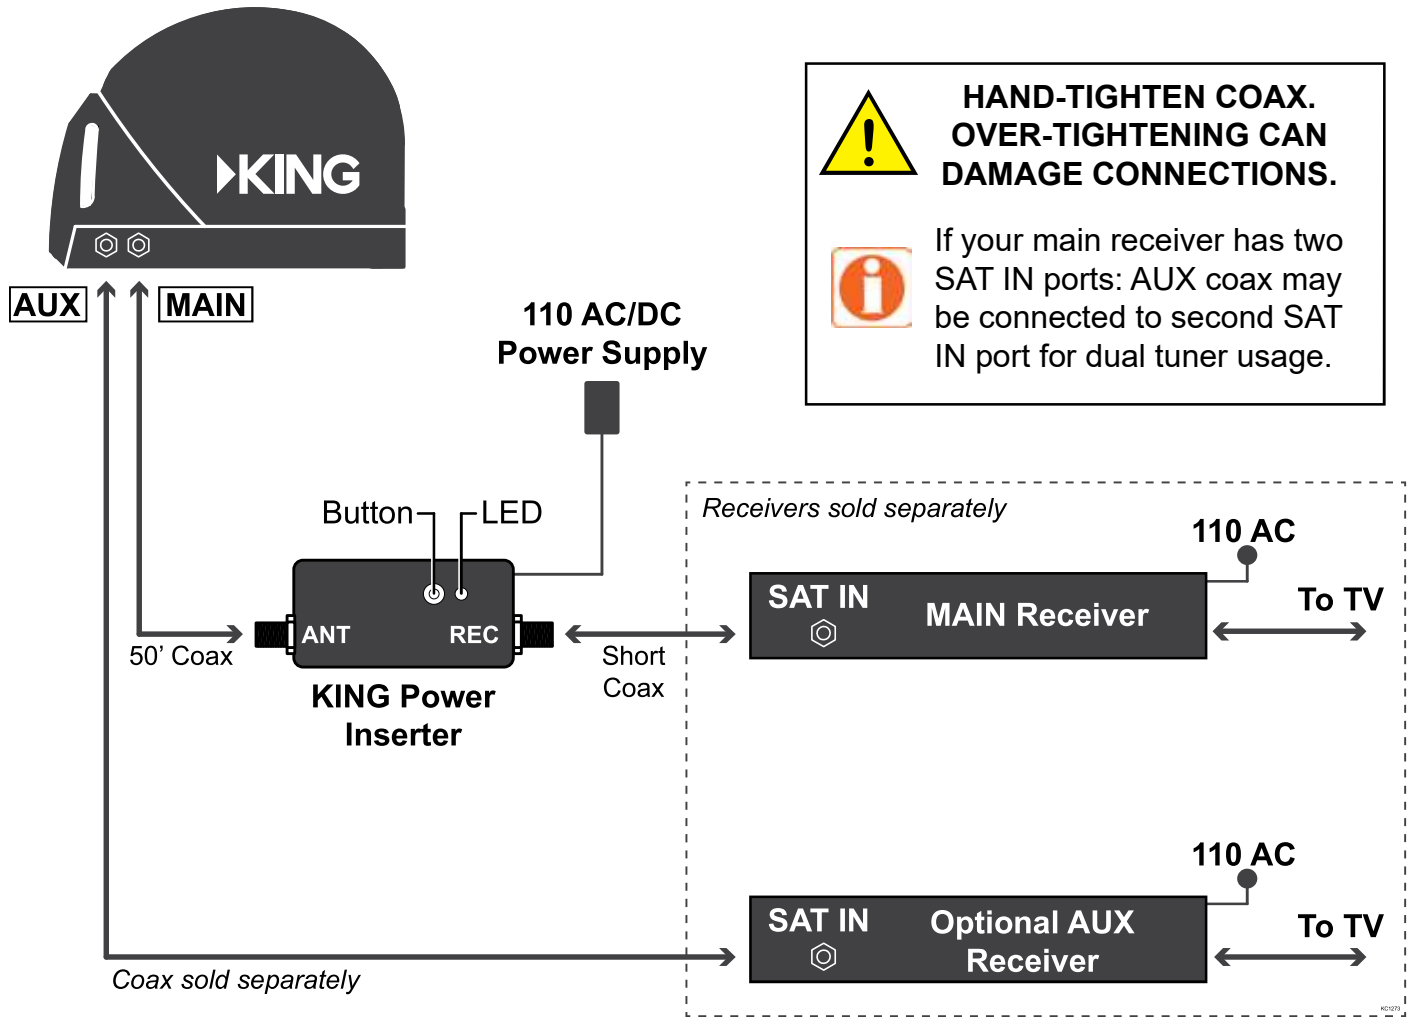 KING
HAND-TIGHTEN COAX.
OVER-TIGHTENING CAN
DAMAGE CONNECTIONS.
If your main receiver has two
SAT IN ports: AUX coax may
be connected to second SAT
IN port for dual tuner usage.
AUX
MAIN
110 AC/DC
Power Supply
Button
LED
ANT
REC
50’ Coax
Short
Coax
KING Power
Inserter
Receivers sold separately
110 AC
SAT IN
MAIN Receiver
To TV
110 AC
SAT IN
Optional AUX
Receiver
To TV
Coax sold separately
KC1273